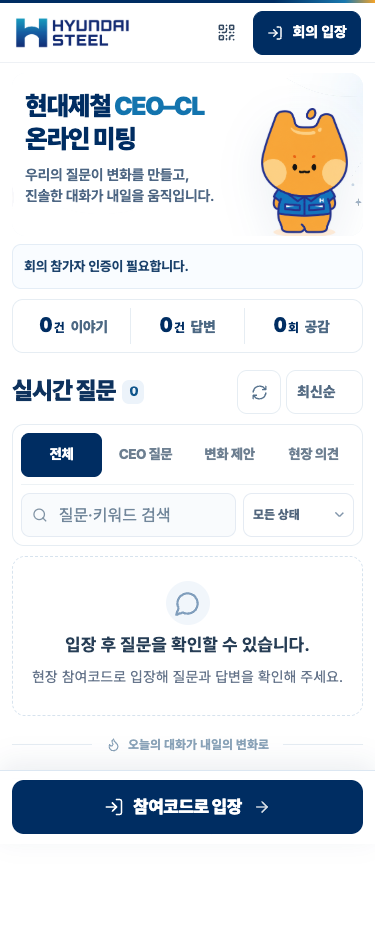 HYUNDAI
STEEL
회의 입장
현대제철 CEO–CL
온라인 미팅
우리의 질문이 변화를 만들고,
진솔한 대화가 내일을 움직입니다.
회의 참가자 인증이 필요합니다.
0건 이야기
0건 답변
0회 공감
실시간 질문 0
최신순
전체
CEO 질문
변화 제안
현장 의견
질문·키워드 검색
모든 상태
입장 후 질문을 확인할 수 있습니다.
현장 참여코드로 입장해 질문과 답변을 확인해 주세요.
오늘의 대화가 내일의 변화로
참여코드로 입장